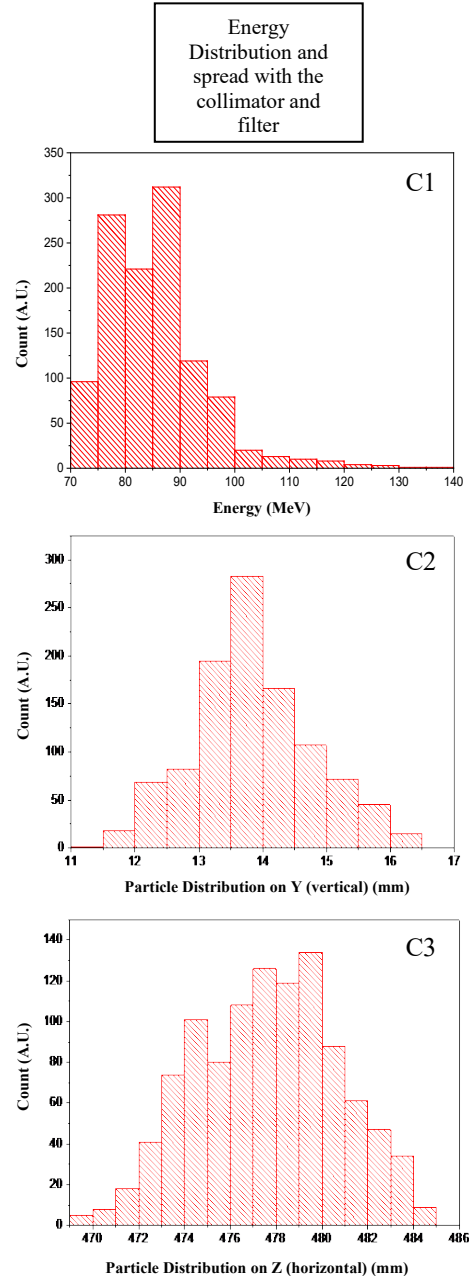 Energy
Distribution and
spread with the
collimator and
filter
C1
350
300
250
200
150
100
50
0
Count (A.U.)
70 80 90 100 110 120 130 140
Energy (MeV)
C2
300
250
200
150
100
50
0
Count (A.U.)
11 12 13 14 15 16 17
Particle Distribution on Y (vertical) (mm)
C3
140
120
100
80
60
40
20
0
Count (A.U.)
470 472 474 476 478 480 482 484 486
Particle Distribution on Z (horizontal) (mm)